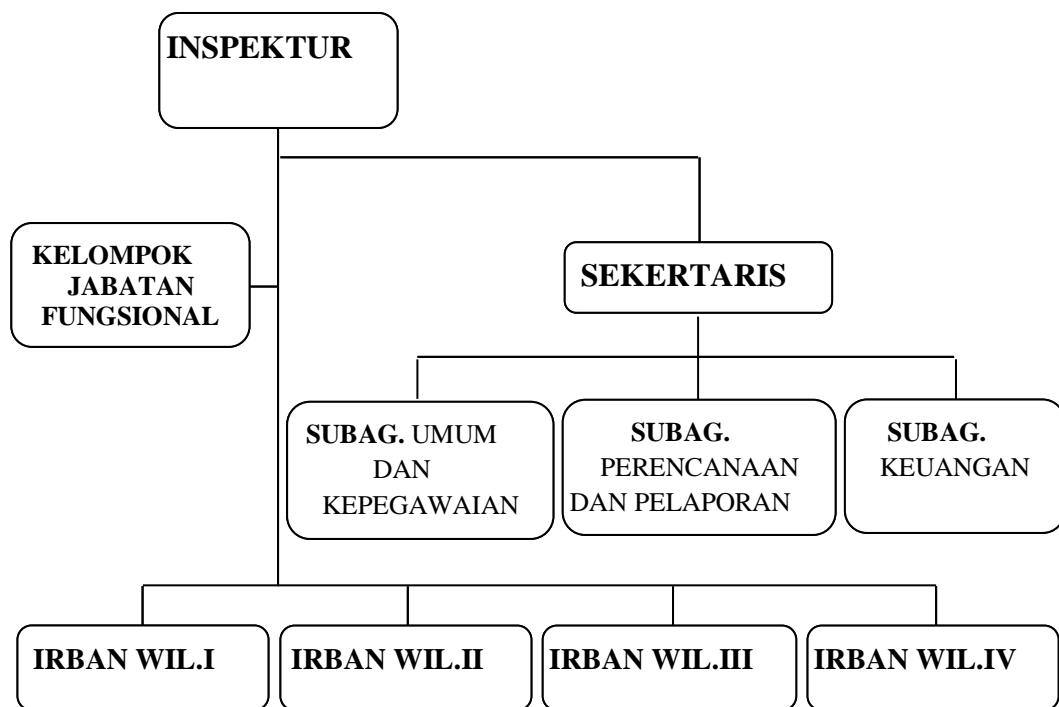 INSPEKTUR
KELOMPOK
JABATAN
FUNGSIONAL
SEKERTARIS
SUBAG. UMUM
DAN
KEPEGAWAIAN
SUBAG.
PERENCANAAN
DAN PELAPORAN
SUBAG.
KEUANGAN
IRBAN WIL.I
IRBAN WIL.II
IRBAN WIL.III
IRBAN WIL.IV